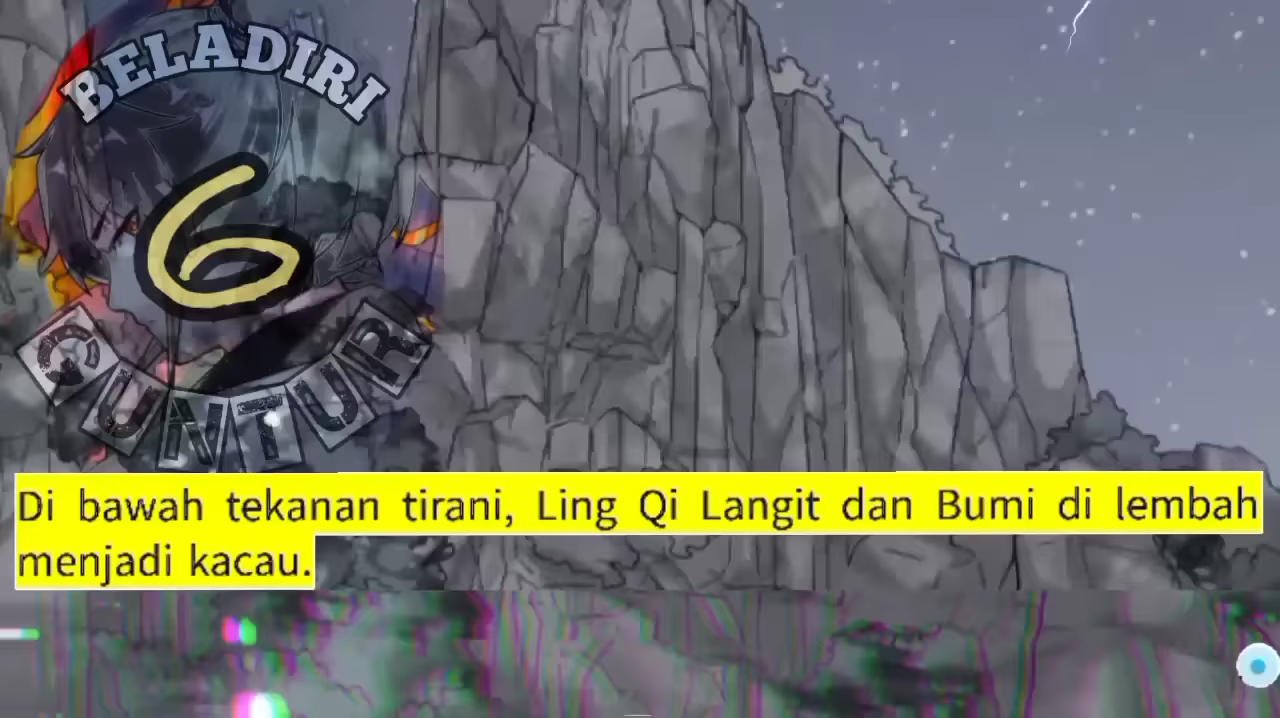 BELADIRI
6
GUNTUR
Di bawah tekanan tirani, Ling Qi Langit dan Bumi di lembah
menjadi kacau.